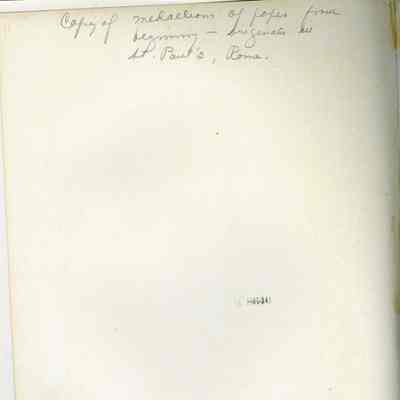 Copy of medallions of popes from
beginning — originals in
St. Paul's, Rome.